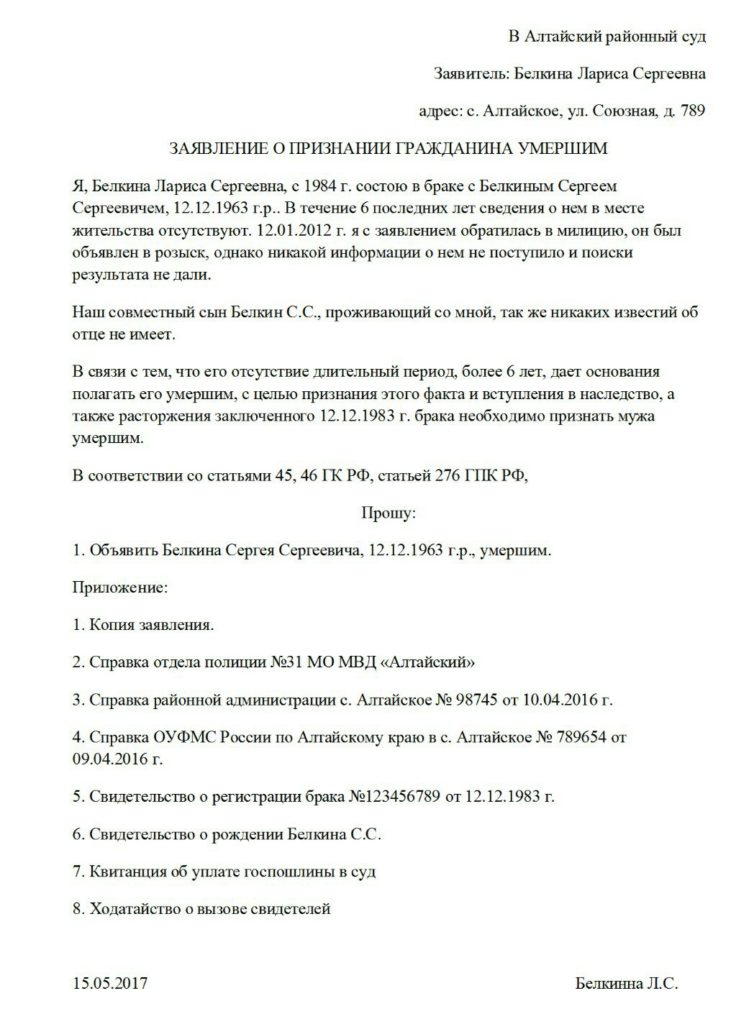 В Алтайский районный суд
Заявитель: Белкина Лариса Сергеевна
адрес: с. Алтайское, ул. Союзная, д. 789
ЗАЯВЛЕНИЕ О ПРИЗНАНИИ ГРАЖДАНИНА УМЕРШИМ
Я, Белкина Лариса Сергеевна, с 1984 г. состою в браке с Белкиным Сергеем
Сергеевичем, 12.12.1963 г.р.. В течение 6 последних лет сведения о нем в месте
жительства отсутствуют. 12.01.2012 г. я с заявлением обратилась в милицию, он был
объявлен в розыск, однако никакой информации о нем не поступило и поиски
результата не дали.
Наш совместный сын Белкин С.С., проживающий со мной, так же никаких известий об
отце не имеет.
В связи с тем, что его отсутствие длительный период, более 6 лет, дает основания
полагать его умершим, с целью признания этого факта и вступления в наследство, а
также расторжения заключенного 12.12.1983 г. брака необходимо признать мужа
умершим.
В соответствии со статьями 45, 46 ГК РФ, статьей 276 ГПК РФ,
Прошу:
1. Объявить Белкина Сергея Сергеевича, 12.12.1963 г.р., умершим.
Приложение:
1. Копия заявления.
2. Справка отдела полиции №31 МО МВД «Алтайский»
3. Справка районной администрации с. Алтайское № 98745 от 10.04.2016 г.
4. Справка ОУФМС России по Алтайскому краю в с. Алтайское № 789654 от
09.04.2016 г.
5. Свидетельство о регистрации брака №123456789 от 12.12.1983 г.
6. Свидетельство о рождении Белкина С.С.
7. Квитанция об уплате госпошлины в суд
8. Ходатайство о вызове свидетелей
15.05.2017 Белкинна Л.С.